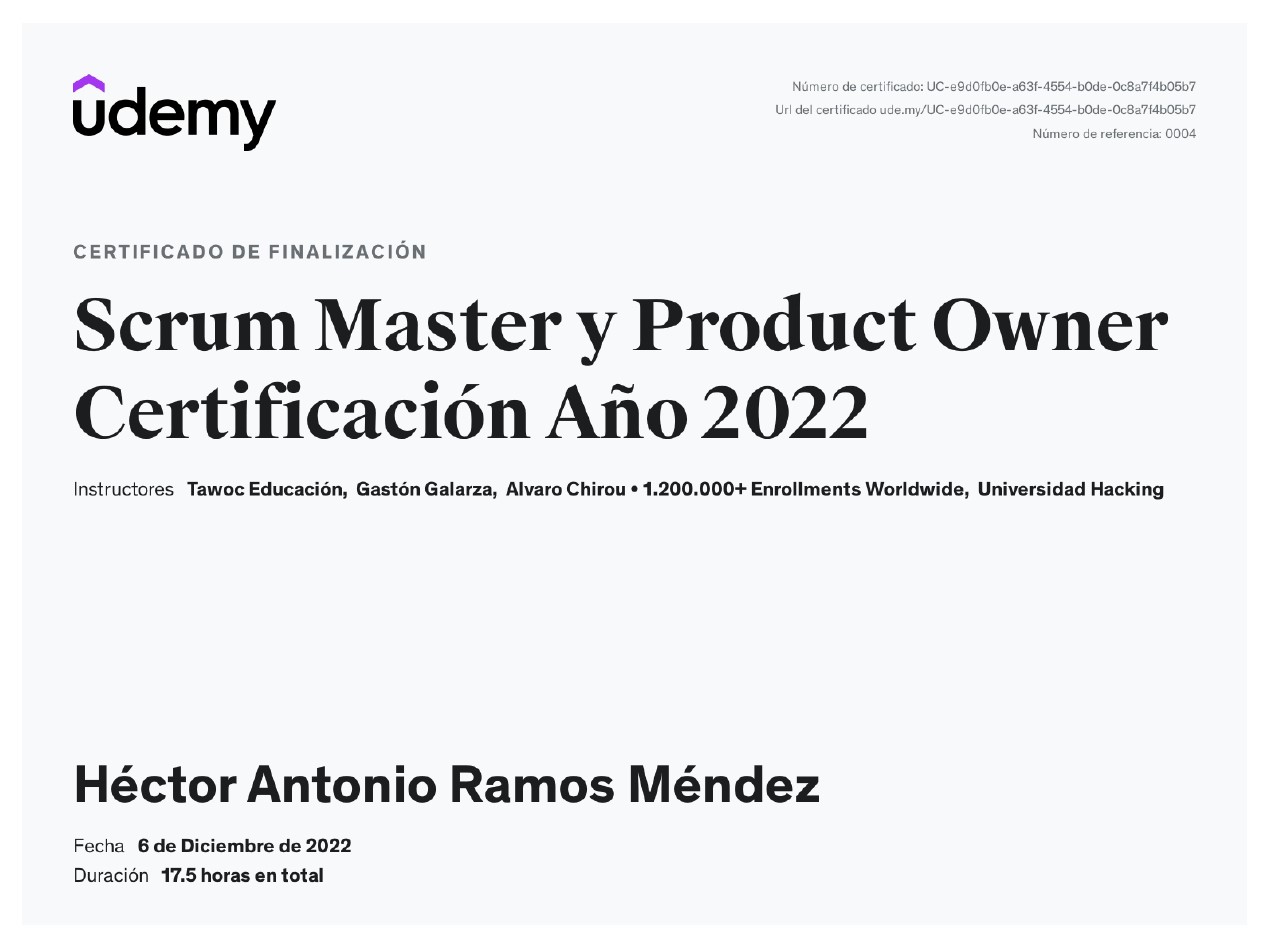 udemy
Número de certificado: UC-e9d0fb0e-a63f-4554-b0de-0c8a7f4b05b7
Url del certificado ude.my/UC-e9d0fb0e-a63f-4554-b0de-0c8a7f4b05b7
Número de referencia: 0004
CERTIFICADO DE FINALIZACIÓN
Scrum Master y Product Owner
Certificación Año 2022
Instructores Tawoc Educación, Gastón Galarza, Alvaro Chirou • 1.200.000+ Enrollments Worldwide, Universidad Hacking
Héctor Antonio Ramos Méndez
Fecha 6 de Diciembre de 2022
Duración 17.5 horas en total